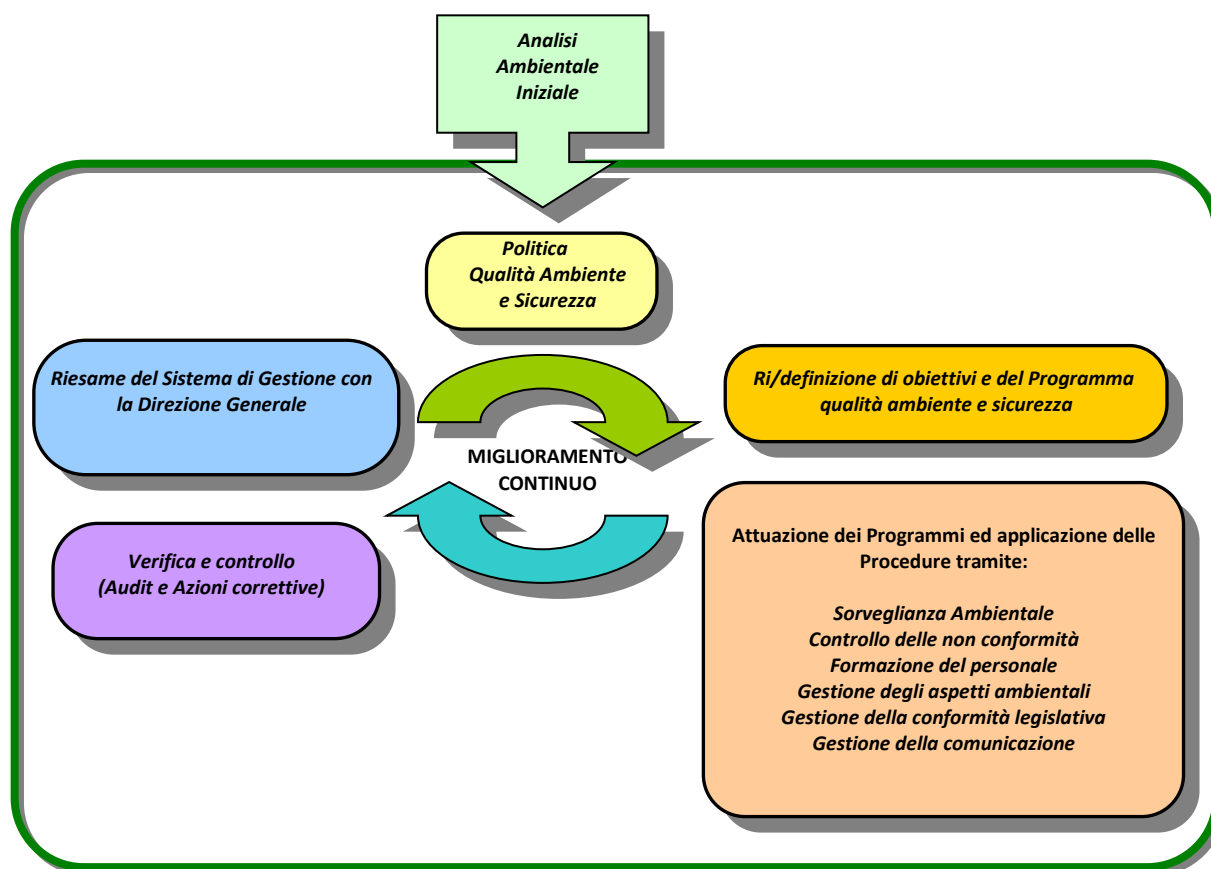 Analisi
Ambientale
Iniziale
Politica
Qualità Ambiente
e Sicurezza
Riesame del Sistema di Gestione con
la Direzione Generale
Ri/definizione di obiettivi e del Programma
qualità ambiente e sicurezza
MIGLIORAMENTO
CONTINUO
Verifica e controllo
(Audit e Azioni correttive)
Attuazione dei Programmi ed applicazione delle
Procedure tramite:
Sorveglianza Ambientale
Controllo delle non conformità
Formazione del personale
Gestione degli aspetti ambientali
Gestione della conformità legislativa
Gestione della comunicazione